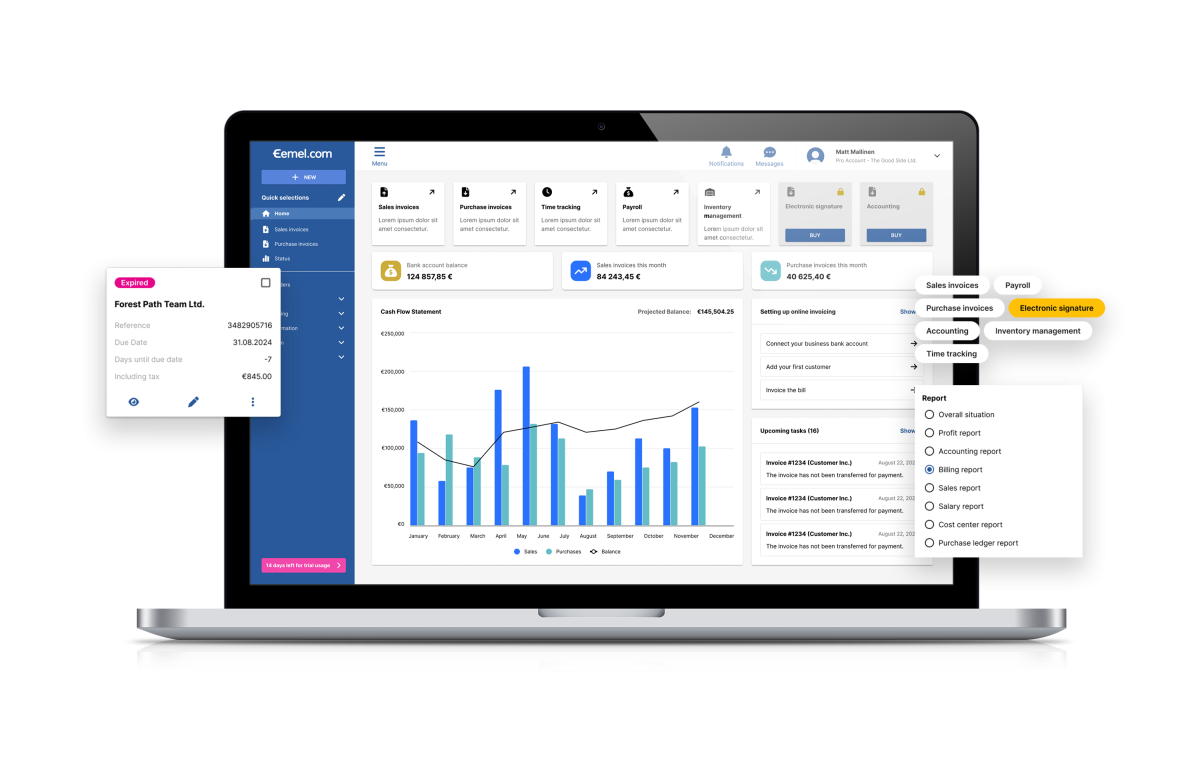 Eemel.com
NEW
Quick selections
Home
Sales invoices
Purchase invoices
Status
14 days left for trial usage
Menu
Notifications
Messages
Matt Mallinen
Pro Account - The Good Side Ltd.
Sales invoices
Lorem ipsum dolor sit
amet consectetur.
Purchase invoices
Lorem ipsum dolor sit
amet consectetur.
Time tracking
Lorem ipsum dolor sit
amet consectetur.
Payroll
Lorem ipsum dolor sit
amet consectetur.
Inventory
management
Lorem ipsum dolor sit
amet consectetur.
Electronic signature
BUY
Accounting
BUY
Bank account balance
124 857,85 €
Sales invoices this month
84 243,45 €
Purchase invoices this month
40 625,40 €
Cash Flow Statement
Projected Balance: €145,504.25
€250,000
€200,000
€150,000
€100,000
€50,000
€0
January February March April May June July August September October November December
Sales Purchases Balance
Setting up online invoicing
Show
Connect your business bank account
Add your first customer
Invoice the bill
Upcoming tasks (16)
Show
Invoice #1234 (Customer Inc.) August 22, 202
The invoice has not been transferred for payment.
Invoice #1234 (Customer Inc.) August 22, 202
The invoice has not been transferred for payment.
Invoice #1234 (Customer Inc.) August 22, 202
The invoice has not been transferred for payment.
Expired
Forest Path Team Ltd.
Reference 3482905716
Due Date 31.08.2024
Days until due date -7
Including tax €845.00
Sales invoices
Payroll
Purchase invoices
Electronic signature
Accounting
Inventory management
Time tracking
Report
Overall situation
Profit report
Accounting report
Billing report
Sales report
Salary report
Cost center report
Purchase ledger report